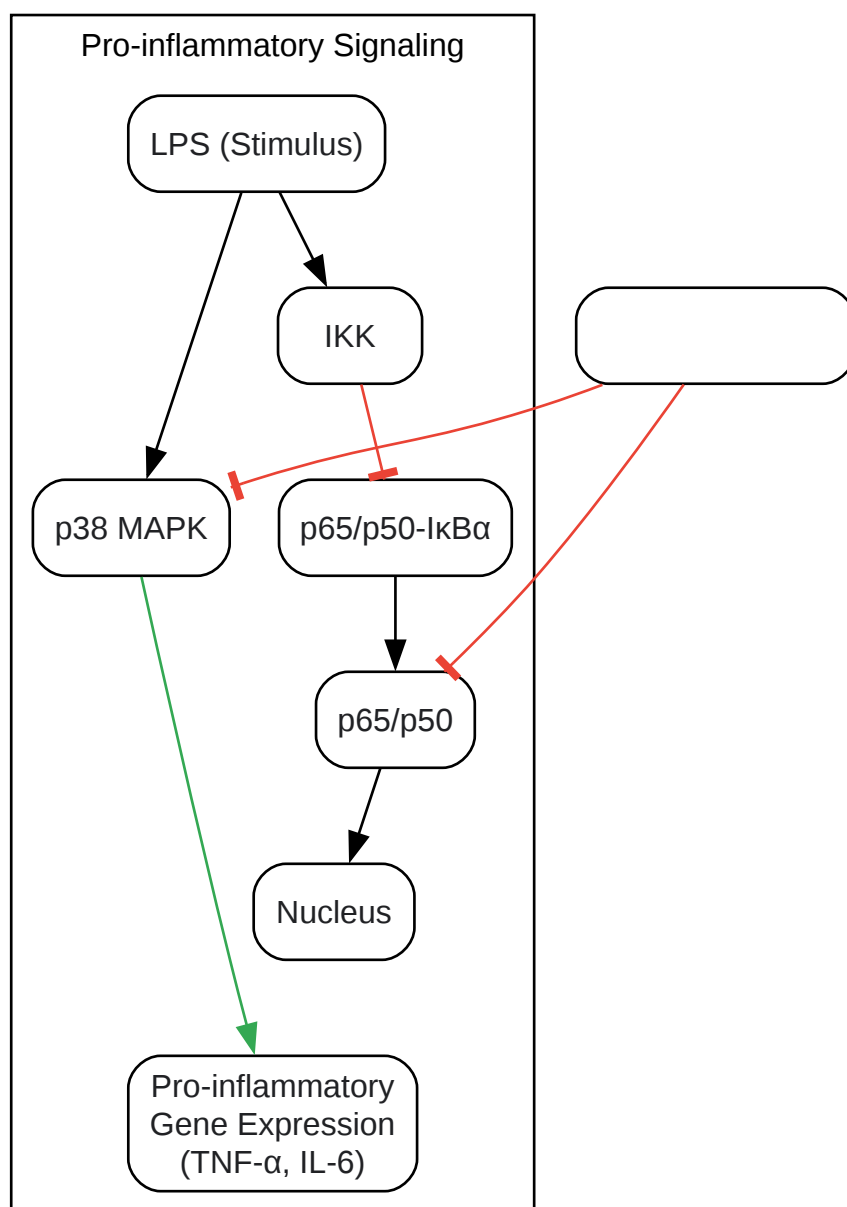 Pro-inflammatory Signaling
LPS (Stimulus)
IKK
p38 MAPK
p65/p50-IκBα
p65/p50
Nucleus
Pro-inflammatory
Gene Expression
(TNF-α, IL-6)